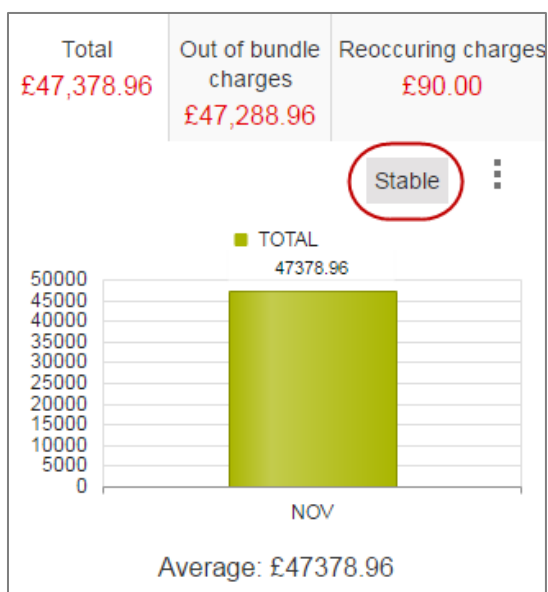 Total
£47,378.96
Out of bundle
charges
£47,288.96
Reoccuring charges
£90.00
Stable
TOTAL
47378.96
50000
45000
40000
35000
30000
25000
20000
15000
10000
5000
0
NOV
Average: £47378.96